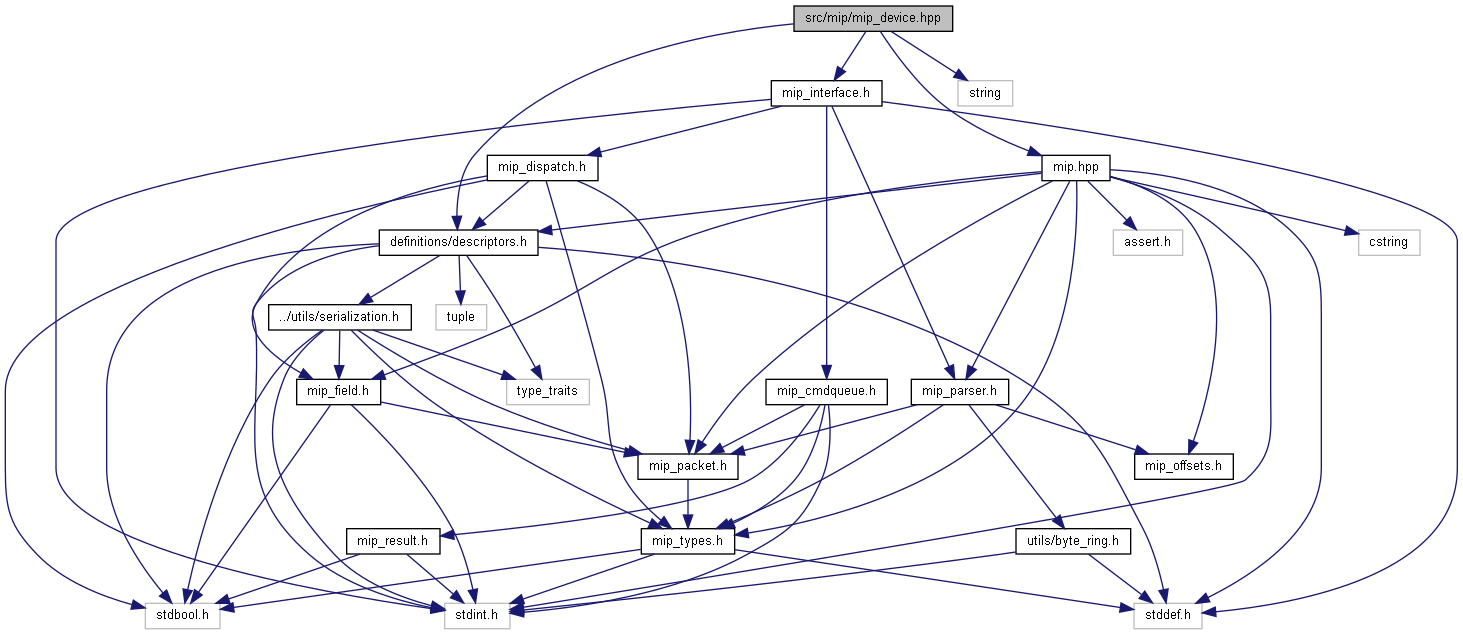 src/mip/mip_device.hpp
mip_interface.h
string
mip_dispatch.h
mip.hpp
definitions/descriptors.h
assert.h
cstring
../utils/serialization.h
tuple
mip_field.h
type_traits
mip_cmdqueue.h
mip_parser.h
mip_packet.h
mip_offsets.h
mip_result.h
mip_types.h
utils/byte_ring.h
stdbool.h
stdint.h
stddef.h